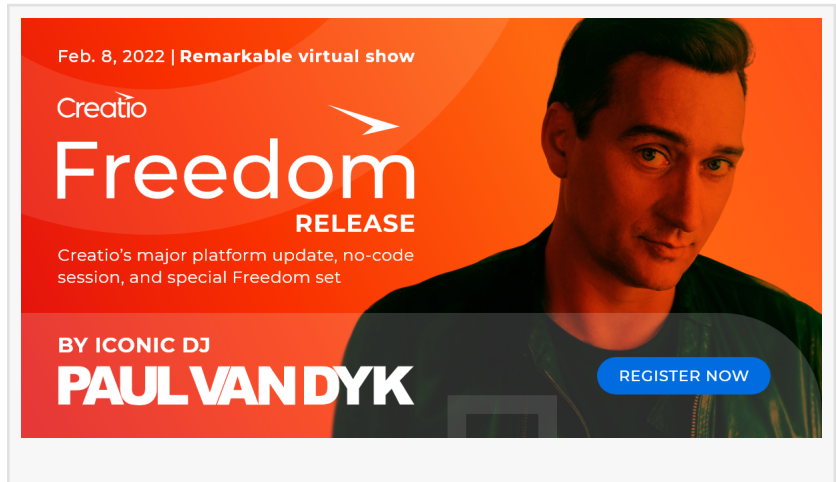 Feb. 8, 2022 | Remarkable virtual show
Creatio
Freedom
RELEASE
Creatio's major platform update, no-code
session, and special Freedom set
BY ICONIC DJ
PAUL VAN DYK
REGISTER NOW